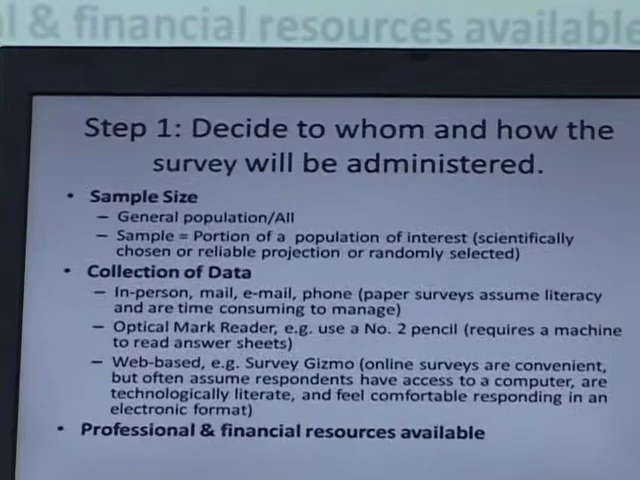 l & financial resources available
Step 1: Decide to whom and how the
survey will be administered.
• Sample Size
– General population/All
– Sample = Portion of a population of interest (scientifically
chosen or reliable projection or randomly selected)
• Collection of Data
– In-person, mail, e-mail, phone (paper surveys assume literacy
and are time consuming to manage)
– Optical Mark Reader, e.g. use a No. 2 pencil (requires a machine
to read answer sheets)
– Web-based, e.g. Survey Gizmo (online surveys are convenient,
but often assume respondents have access to a computer, are
technologically literate, and feel comfortable responding in an
electronic format)
• Professional & financial resources available